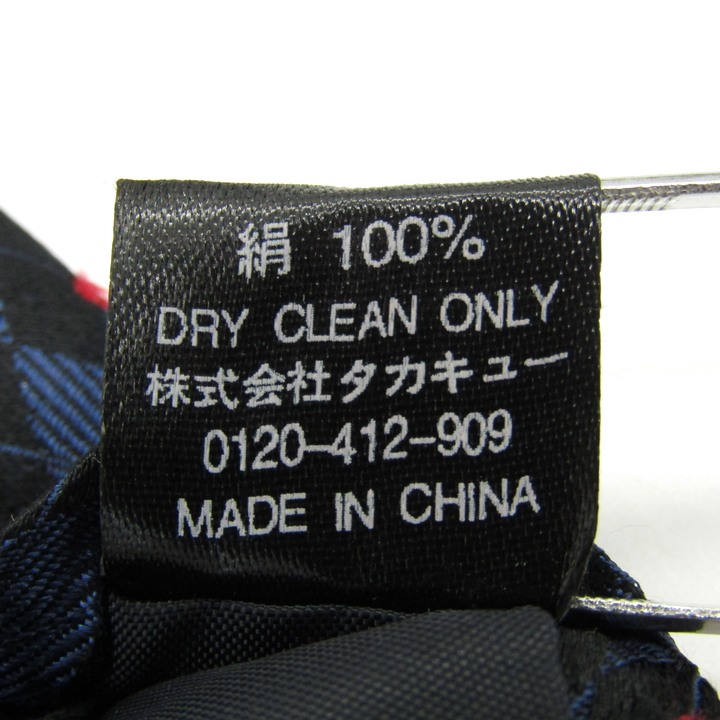 絹 100%
DRY CLEAN ONLY
株式会社タカキュー
0120-412-909
MADE IN CHINA